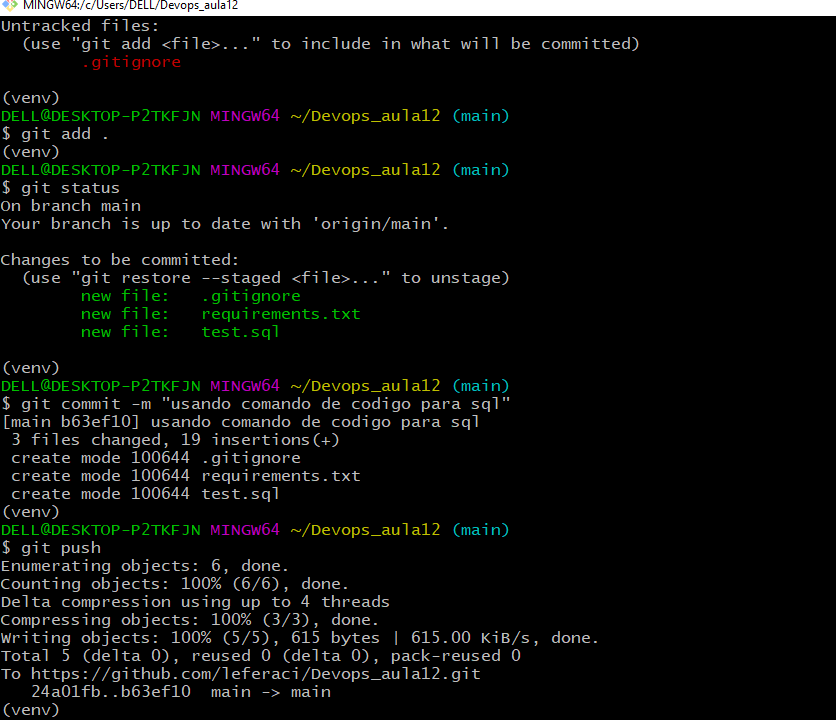 MINGW64:/c/Users/DELL/Devops_aula12
Untracked files:
  (use "git add <file>..." to include in what will be committed)
        .gitignore

(venv)
DELL@DESKTOP-P2TKFJN MINGW64 ~/Devops_aula12 (main)
$ git add .
(venv)
DELL@DESKTOP-P2TKFJN MINGW64 ~/Devops_aula12 (main)
$ git status
On branch main
Your branch is up to date with 'origin/main'.

Changes to be committed:
  (use "git restore --staged <file>..." to unstage)
        new file:   .gitignore
        new file:   requirements.txt
        new file:   test.sql

(venv)
DELL@DESKTOP-P2TKFJN MINGW64 ~/Devops_aula12 (main)
$ git commit -m "usando comando de codigo para sql"
[main b63ef10] usando comando de codigo para sql
 3 files changed, 19 insertions(+)
 create mode 100644 .gitignore
 create mode 100644 requirements.txt
 create mode 100644 test.sql
(venv)
DELL@DESKTOP-P2TKFJN MINGW64 ~/Devops_aula12 (main)
$ git push
Enumerating objects: 6, done.
Counting objects: 100% (6/6), done.
Delta compression using up to 4 threads
Compressing objects: 100% (3/3), done.
Writing objects: 100% (5/5), 615 bytes | 615.00 KiB/s, done.
Total 5 (delta 0), reused 0 (delta 0), pack-reused 0
To https://github.com/leferaci/Devops_aula12.git
   24a01fb..b63ef10  main -> main
(venv)